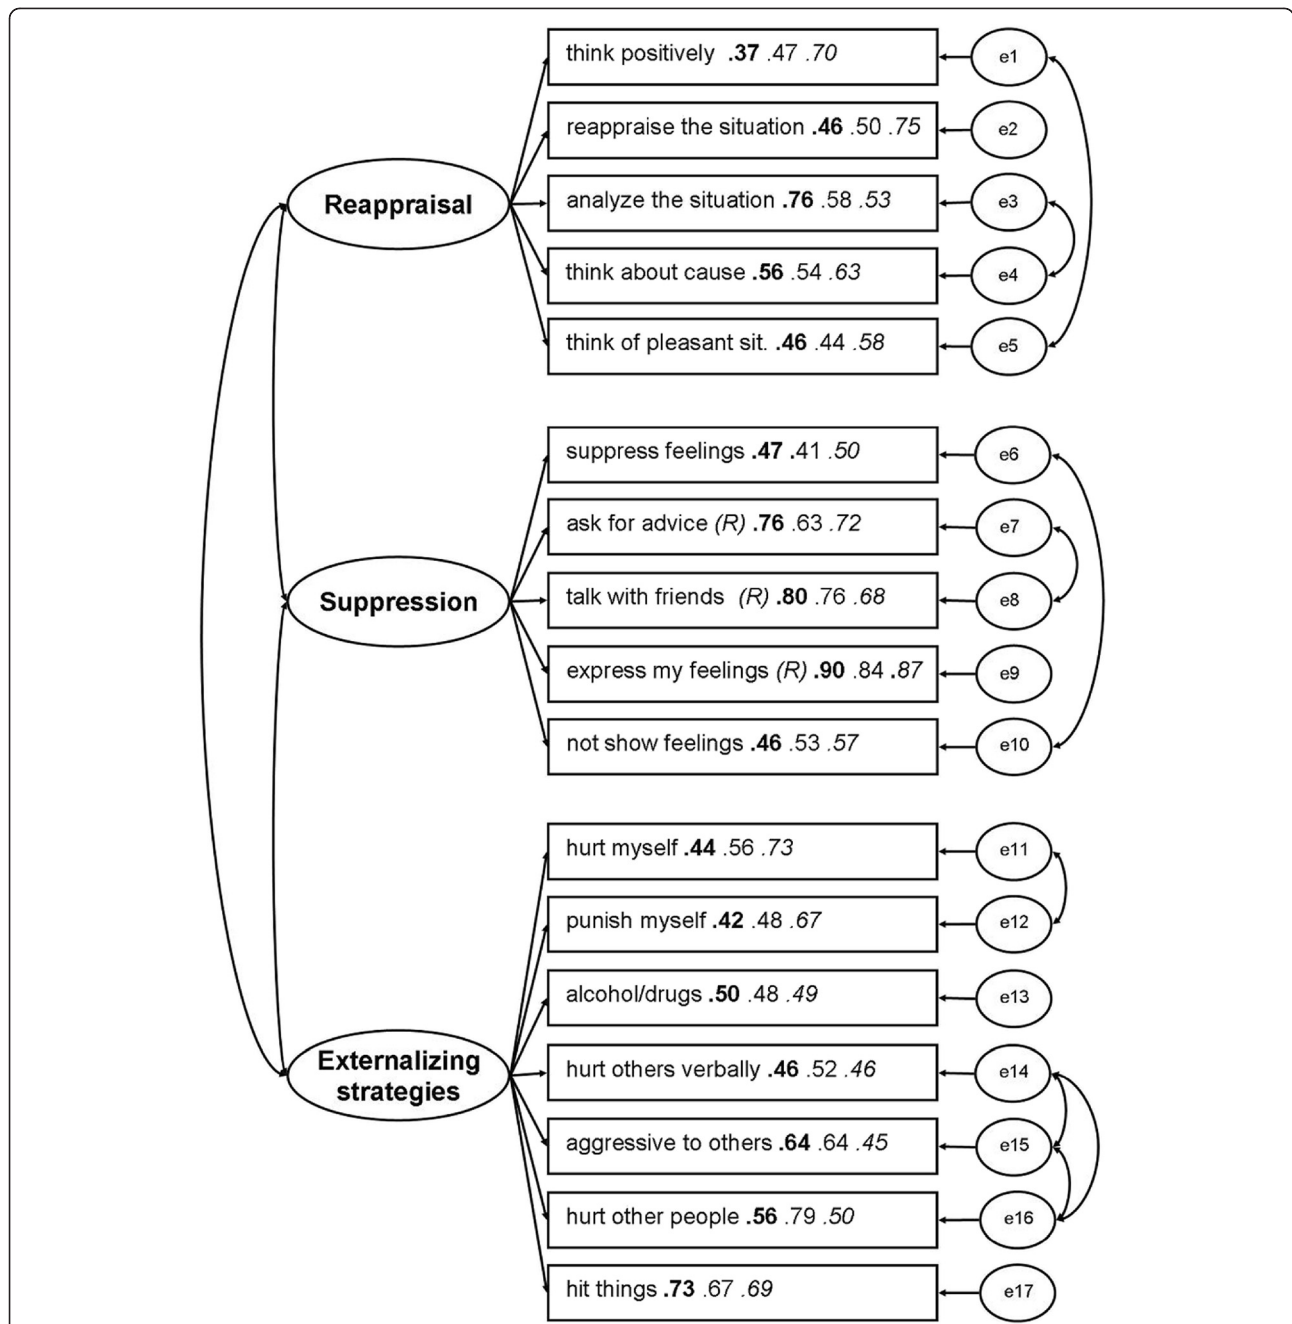 think positively .37 .47 .70
e1
reappraise the situation .46 .50 .75
e2
Reappraisal
analyze the situation .76 .58 .53
e3
think about cause .56 .54 .63
e4
think of pleasant sit. .46 .44 .58
e5
suppress feelings .47 .41 .50
e6
ask for advice (R) .76 .63 .72
e7
Suppression
talk with friends (R) .80 .76 .68
e8
express my feelings (R) .90 .84 .87
e9
not show feelings .46 .53 .57
e10
hurt myself .44 .56 .73
e11
punish myself .42 .48 .67
e12
alcohol/drugs .50 .48 .49
e13
Externalizing
strategies
hurt others verbally .46 .52 .46
e14
aggressive to others .64 .64 .45
e15
hurt other people .56 .79 .50
e16
hit things .73 .67 .69
e17